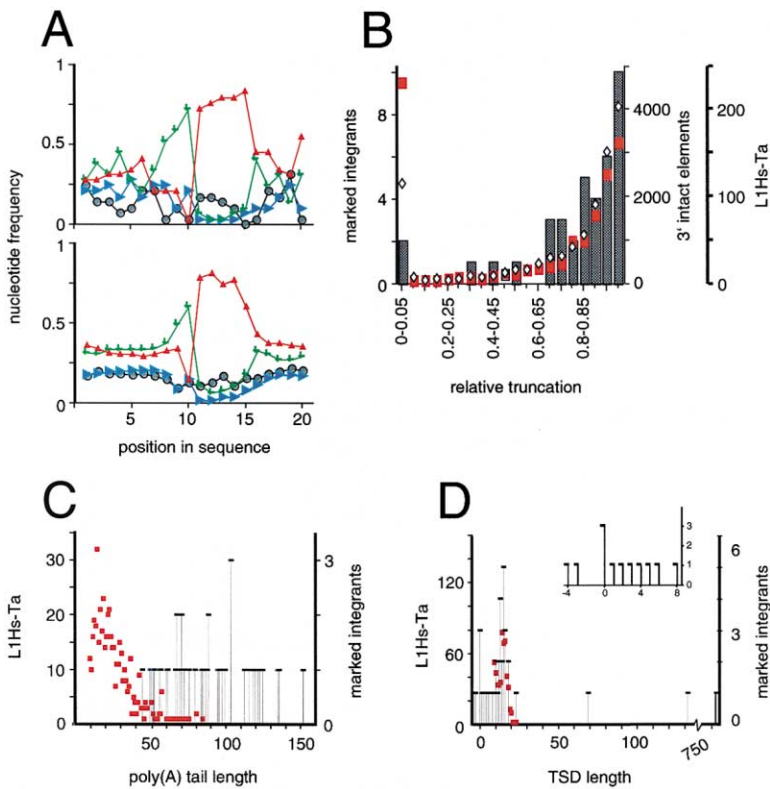 A
B
1
0.5
0
1
0.5
0
nucleotide frequency
5 10 15 20
position in sequence
8
4
0
marked integrants
4000
2000
0
3' intact elements
200
100
0
L1Hs-Ta
0-0.05
0.2-0.25
0.4-0.45
0.6-0.65
0.8-0.85
relative truncation
C
D
30
20
10
0
L1Hs-Ta
3
0
marked integrants
50 100 150
poly(A) tail length
120
60
0
L1Hs-Ta
6
3
0
marked integrants
0 50 100 750
TSD length
3
2
1
0
-4 0 4 8